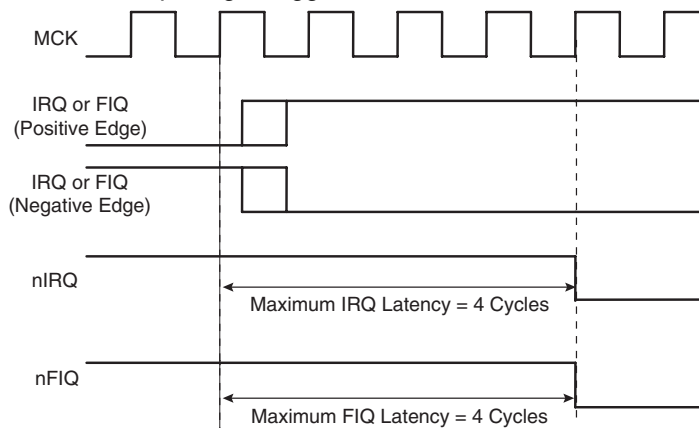 MCK
IRQ or FIQ
(Positive Edge)
IRQ or FIQ
(Negative Edge)
nIRQ
Maximum IRQ Latency = 4 Cycles
nFIQ
Maximum FIQ Latency = 4 Cycles